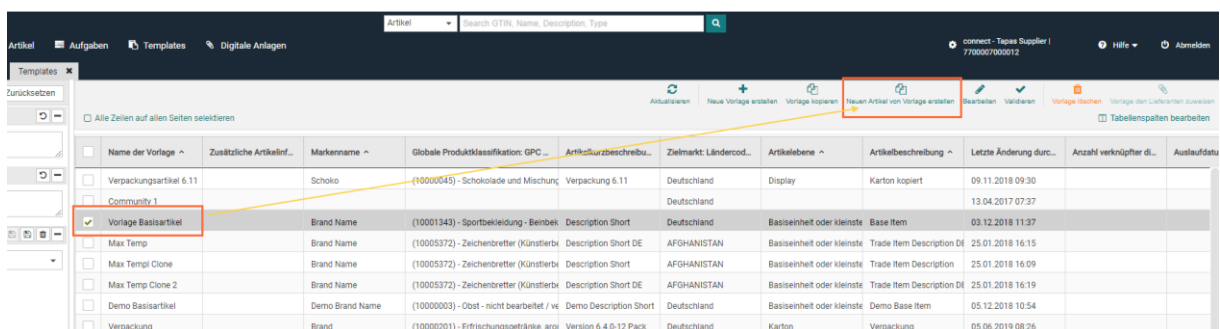 Artikel Search GTIN, Name, Description, Type
Artikel Aufgaben Templates Digitale Anlagen connect - Tapas Supplier | 7700007000012 Hilfe Abmelden
Templates
Zurücksetzen
Aktualisieren Neue Vorlage erstellen Vorlage kopieren Neuen Artikel von Vorlage erstellen Bearbeiten Validieren Vorlage löschen Vorlage den Lieferanten zuweisen
Alle Zeilen auf allen Seiten selektieren Tabellenspalten bearbeiten
Name der Vorlage Zusätzliche Artikelinf... Markenname Globale Produktklassifikation: GPC ... Artikelkurzbeschreibu... Zielmarkt: Ländercod... Artikelebene Artikelbeschreibung Letzte Änderung durc... Anzahl verknüpfter di... Auslaufdatu
Verpackungsartikel 6.11 Schoko (10000045) - Schokolade und Mischung Verpackung 6.11 Deutschland Display Karton kopiert 09.11.2018 09:30
Community 1 Deutschland 13.04.2017 07:37
Vorlage Basisartikel Brand Name (10001343) - Sportbekleidung - Beinbek Description Short Deutschland Basiseinheit oder kleinste Base Item 03.12.2018 11:37
Max Temp Brand Name (10005372) - Zeichenbretter (Künstlerbe Description Short DE AFGHANISTAN Basiseinheit oder kleinste Trade Item Description DE 25.01.2018 16:15
Max Templ Clone Brand Name (10005372) - Zeichenbretter (Künstlerbe Description Short AFGHANISTAN Basiseinheit oder kleinste Trade Item Description 25.01.2018 16:09
Max Temp Clone 2 Brand Name (10005372) - Zeichenbretter (Künstlerbe Description Short DE AFGHANISTAN Basiseinheit oder kleinste Trade Item Description DE 25.01.2018 16:19
Demo Basisartikel Demo Brand Name (10000003) - Obst - nicht bearbeitet / ve Demo Description Short Deutschland Basiseinheit oder kleinste Demo Base Item 05.12.2018 10:54
Verpackung Brand (10000201) - Erfrischungsgetränke, aro Version 6.4.0-12 Pack Deutschland Karton Verpackung 05.06.2019 08:26